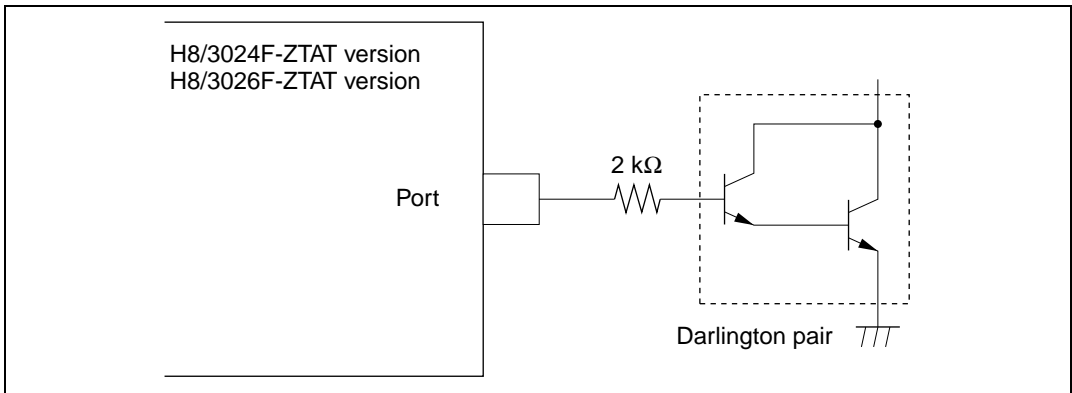 H8/3024F-ZTAT version
H8/3026F-ZTAT version
Port
2 kΩ
Darlington pair